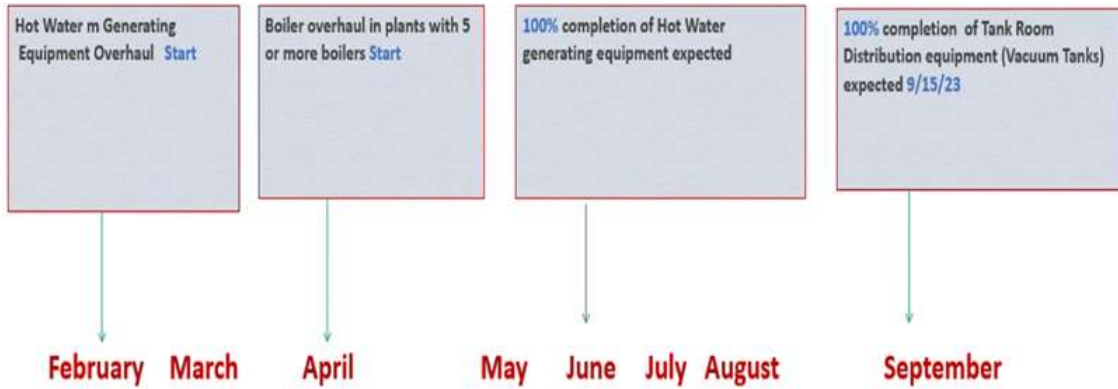 Hot Water m Generating
Equipment Overhaul Start
Boiler overhaul in plants with 5
or more boilers Start
100% completion of Hot Water
generating equipment expected
100% completion of Tank Room
Distribution equipment (Vacuum Tanks)
expected 9/15/23
February March April May June July August September